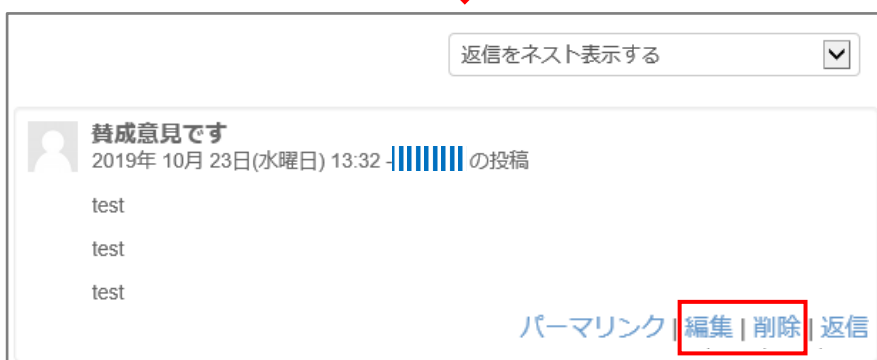 返信をネスト表示する
賛成意見です
2019年 10月 23日(水曜日) 13:32 - の投稿
test
test
test
パーマリンク | 編集 | 削除 | 返信